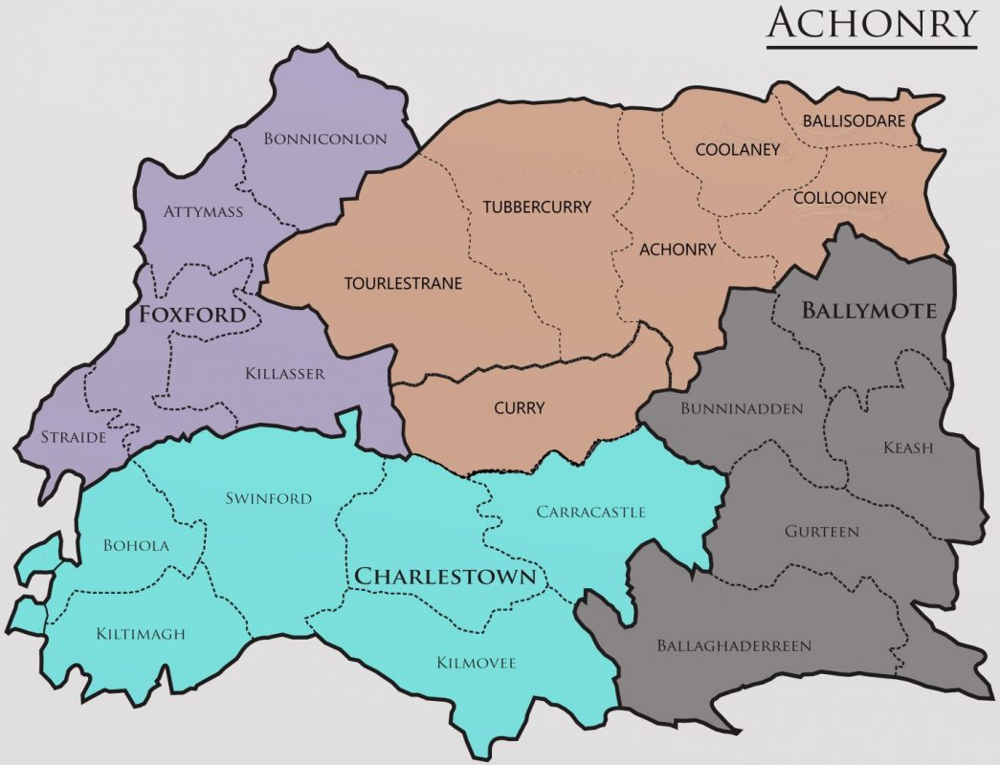 ACHONRY
BONNICONLON
BALLISODARE
COOLANEY
ATTYMASS
TUBBERCURRY
COLLOONEY
ACHONRY
TOURLESTRANE
FOXFORD
BALLYMOTE
KILLASSER
CURRY
BUNNINADDEN
STRAIDE
KEASH
SWINFORD
CARRACASTLE
GURTEEN
BOHOLA
CHARLESTOWN
KILTIMAGH
BALLAGHADERREEN
KILMOVEE